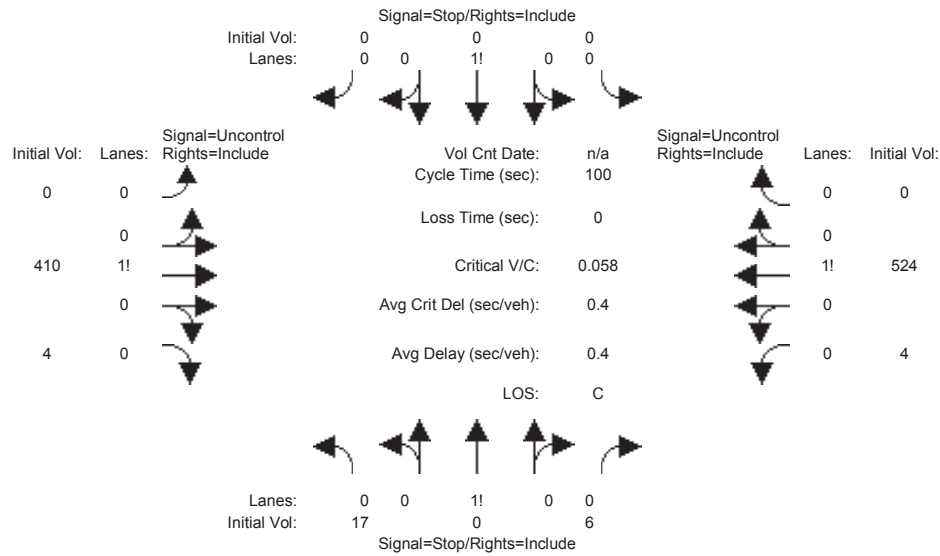 Signal=Stop/Rights=Include
Initial Vol: 0 0 0
Lanes: 0 0 1! 0 0
Signal=Uncontrol
Initial Vol: Lanes: Rights=Include
Vol Cnt Date: n/a
Signal=Uncontrol
Rights=Include Lanes: Initial Vol:
Cycle Time (sec): 100
0 0
0 0
Loss Time (sec): 0
0
0
410 1!
Critical V/C: 0.058
1! 524
0
Avg Crit Del (sec/veh): 0.4
0
4 0
Avg Delay (sec/veh): 0.4
0 4
LOS: C
Lanes: 0 0 1! 0 0
Initial Vol: 17 0 6
Signal=Stop/Rights=Include